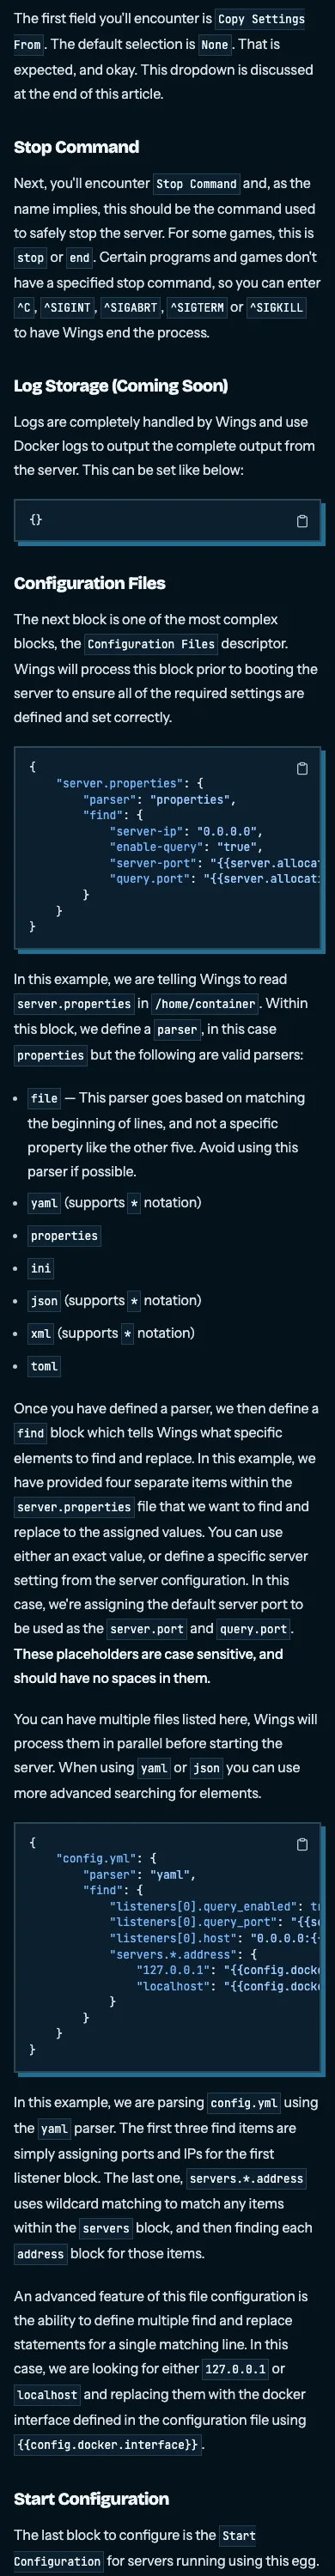 The first field you'll encounter is Copy Settings
From. The default selection is None. That is
expected, and okay. This dropdown is discussed
at the end of this article.
Stop Command
Next, you'll encounter Stop Command and, as the
name implies, this should be the command used
to safely stop the server. For some games, this is
stop or end. Certain programs and games don't
have a specified stop command, so you can enter
^C, ^SIGINT, ^SIGABRT, ^SIGTERM or ^SIGKILL
to have Wings end the process.
Log Storage (Coming Soon)
Logs are completely handled by Wings and use
Docker logs to output the complete output from
the server. This can be set like below:
{}
Configuration Files
The next block is one of the most complex
blocks, the Configuration Files descriptor.
Wings will process this block prior to booting the
server to ensure all of the required settings are
defined and set correctly.
{
    "server.properties": {
        "parser": "properties",
        "find": {
            "server-ip": "0.0.0.0",
            "enable-query": "true",
            "server-port": "{{server.allocat
            "query.port": "{{server.allocati
        }
    }
}
In this example, we are telling Wings to read
server.properties in /home/container. Within
this block, we define a parser, in this case
properties but the following are valid parsers:
• file — This parser goes based on matching
the beginning of lines, and not a specific
property like the other five. Avoid using this
parser if possible.
• yaml (supports * notation)
• properties
• ini
• json (supports * notation)
• xml (supports * notation)
• toml
Once you have defined a parser, we then define a
find block which tells Wings what specific
elements to find and replace. In this example, we
have provided four separate items within the
server.properties file that we want to find and
replace to the assigned values. You can use
either an exact value, or define a specific server
setting from the server configuration. In this
case, we're assigning the default server port to
be used as the server.port and query.port.
These placeholders are case sensitive, and
should have no spaces in them.
You can have multiple files listed here, Wings will
process them in parallel before starting the
server. When using yaml or json you can use
more advanced searching for elements.
{
    "config.yml": {
        "parser": "yaml",
        "find": {
            "listeners[0].query_enabled": tr
            "listeners[0].query_port": "{{se
            "listeners[0].host": "0.0.0.0:{
            "servers.*.address": {
                "127.0.0.1": "{{config.docke
                "localhost": "{{config.docke
            }
        }
    }
}
In this example, we are parsing config.yml using
the yaml parser. The first three find items are
simply assigning ports and IPs for the first
listener block. The last one, servers.*.address
uses wildcard matching to match any items
within the servers block, and then finding each
address block for those items.
An advanced feature of this file configuration is
the ability to define multiple find and replace
statements for a single matching line. In this
case, we are looking for either 127.0.0.1 or
localhost and replacing them with the docker
interface defined in the configuration file using
{{config.docker.interface}}.
Start Configuration
The last block to configure is the Start
Configuration for servers running using this egg.